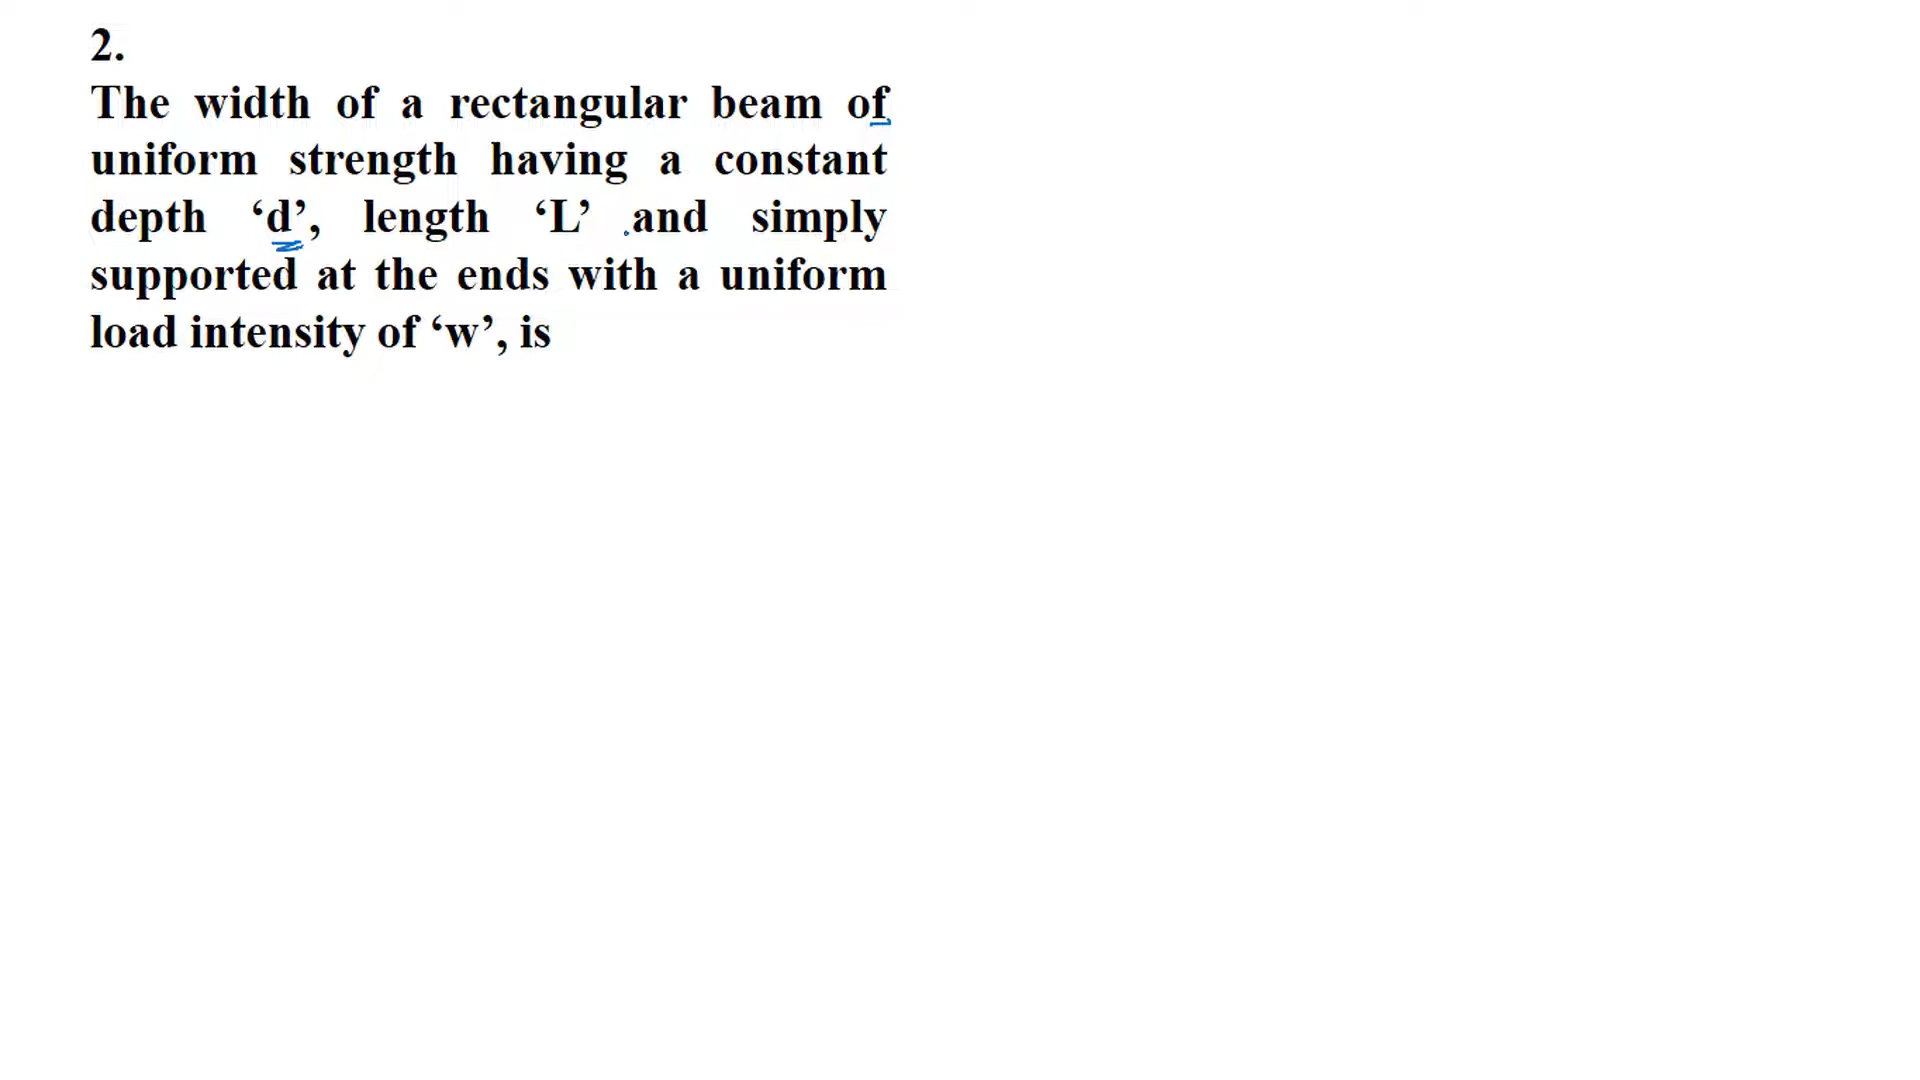 2.
The width of a rectangular beam of
uniform strength having a constant
depth ‘d’, length ‘L’ and simply
supported at the ends with a uniform
load intensity of ‘w’, is